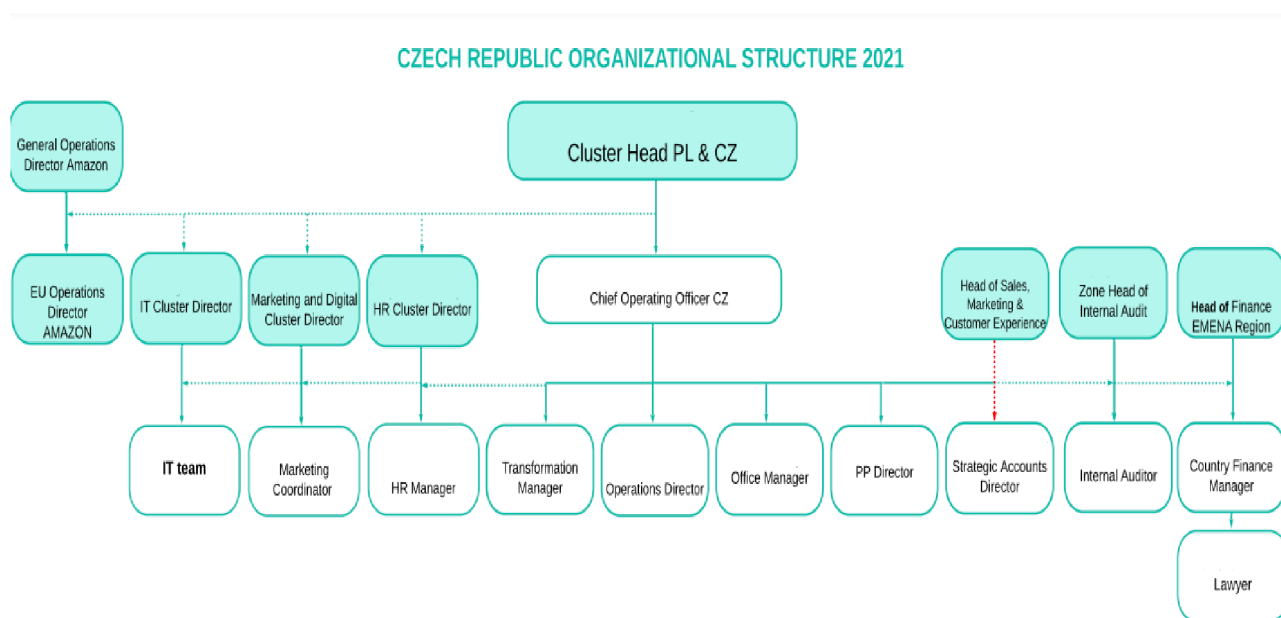 CZECH REPUBLIC ORGANIZATIONAL STRUCTURE 2021
General Operations
Director Amazon
Cluster Head PL & CZ
EU Operations
Director
AMAZON
IT Cluster Director
Marketing and Digital
Cluster Director
HR Cluster Director
Chief Operating Officer CZ
Head of Sales,
Marketing &
Customer Experience
Zone Head of
Internal Audit
Head of Finance
EMENA Region
IT team
Marketing
Coordinator
HR Manager
Transformation
Manager
Operations Director
Office Manager
PP Director
Strategic Accounts
Director
Internal Auditor
Country Finance
Manager
Lawyer